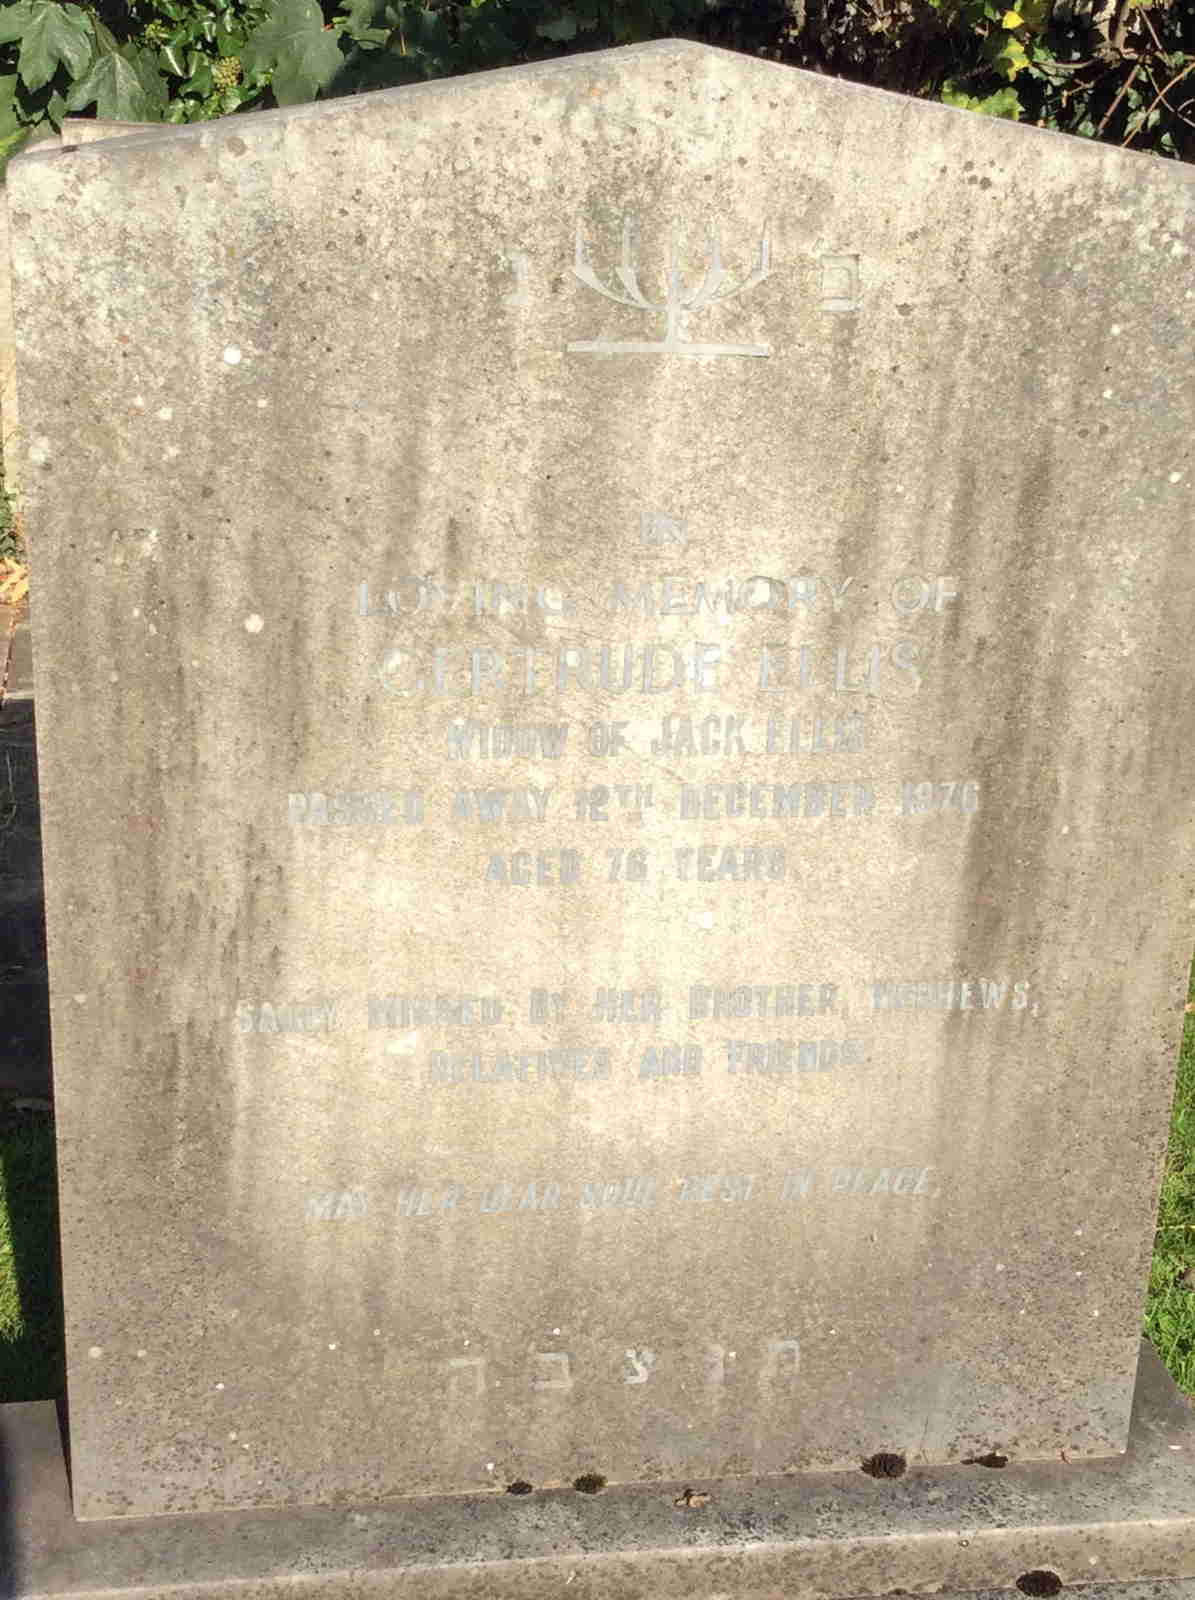 פ נ
IN
LOVING MEMORY OF
GERTRUDE ELLIS
WIDOW OF JACK ELLIS
PASSED AWAY 12TH DECEMBER 1976
AGED 76 YEARS.
SADLY MISSED BY HER BROTHER, NEPHEWS,
RELATIVES AND FRIENDS.
MAY HER DEAR SOUL REST IN PEACE.
ת נ צ ב ה